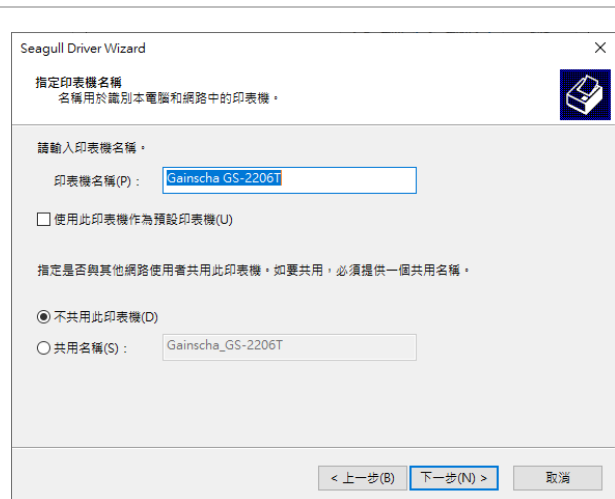 Seagull Driver Wizard
指定印表機名稱
名稱用於識別本電腦和網路中的印表機。
請輸入印表機名稱。
印表機名稱(P)： Gainscha GS-2206T
使用此印表機作為預設印表機(U)
指定是否與其他網路使用者共用此印表機。如要共用，必須提供一個共用名稱。
不共用此印表機(D)
共用名稱(S)： Gainscha_GS-2206T
< 上一步(B) 下一步(N) > 取消